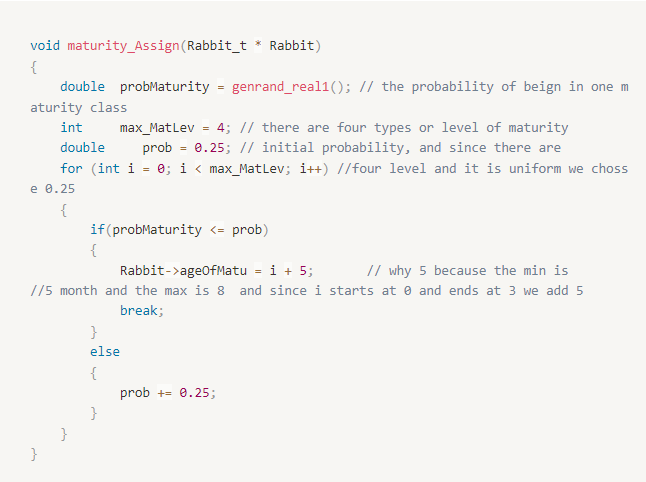 void maturity_Assign(Rabbit_t * Rabbit)
{
    double  probMaturity = genrand_real1(); // the probability of beign in one m
aturity class
    int     max_MatLev = 4; // there are four types or level of maturity
    double     prob = 0.25; // initial probability, and since there are
    for (int i = 0; i < max_MatLev; i++) //four level and it is uniform we choss
e 0.25
    {
        if(probMaturity <= prob)
        {
            Rabbit->ageOfMatu = i + 5;       // why 5 because the min is
//5 month and the max is 8  and since i starts at 0 and ends at 3 we add 5
            break;
        }
        else
        {
            prob += 0.25;
        }
    }
}